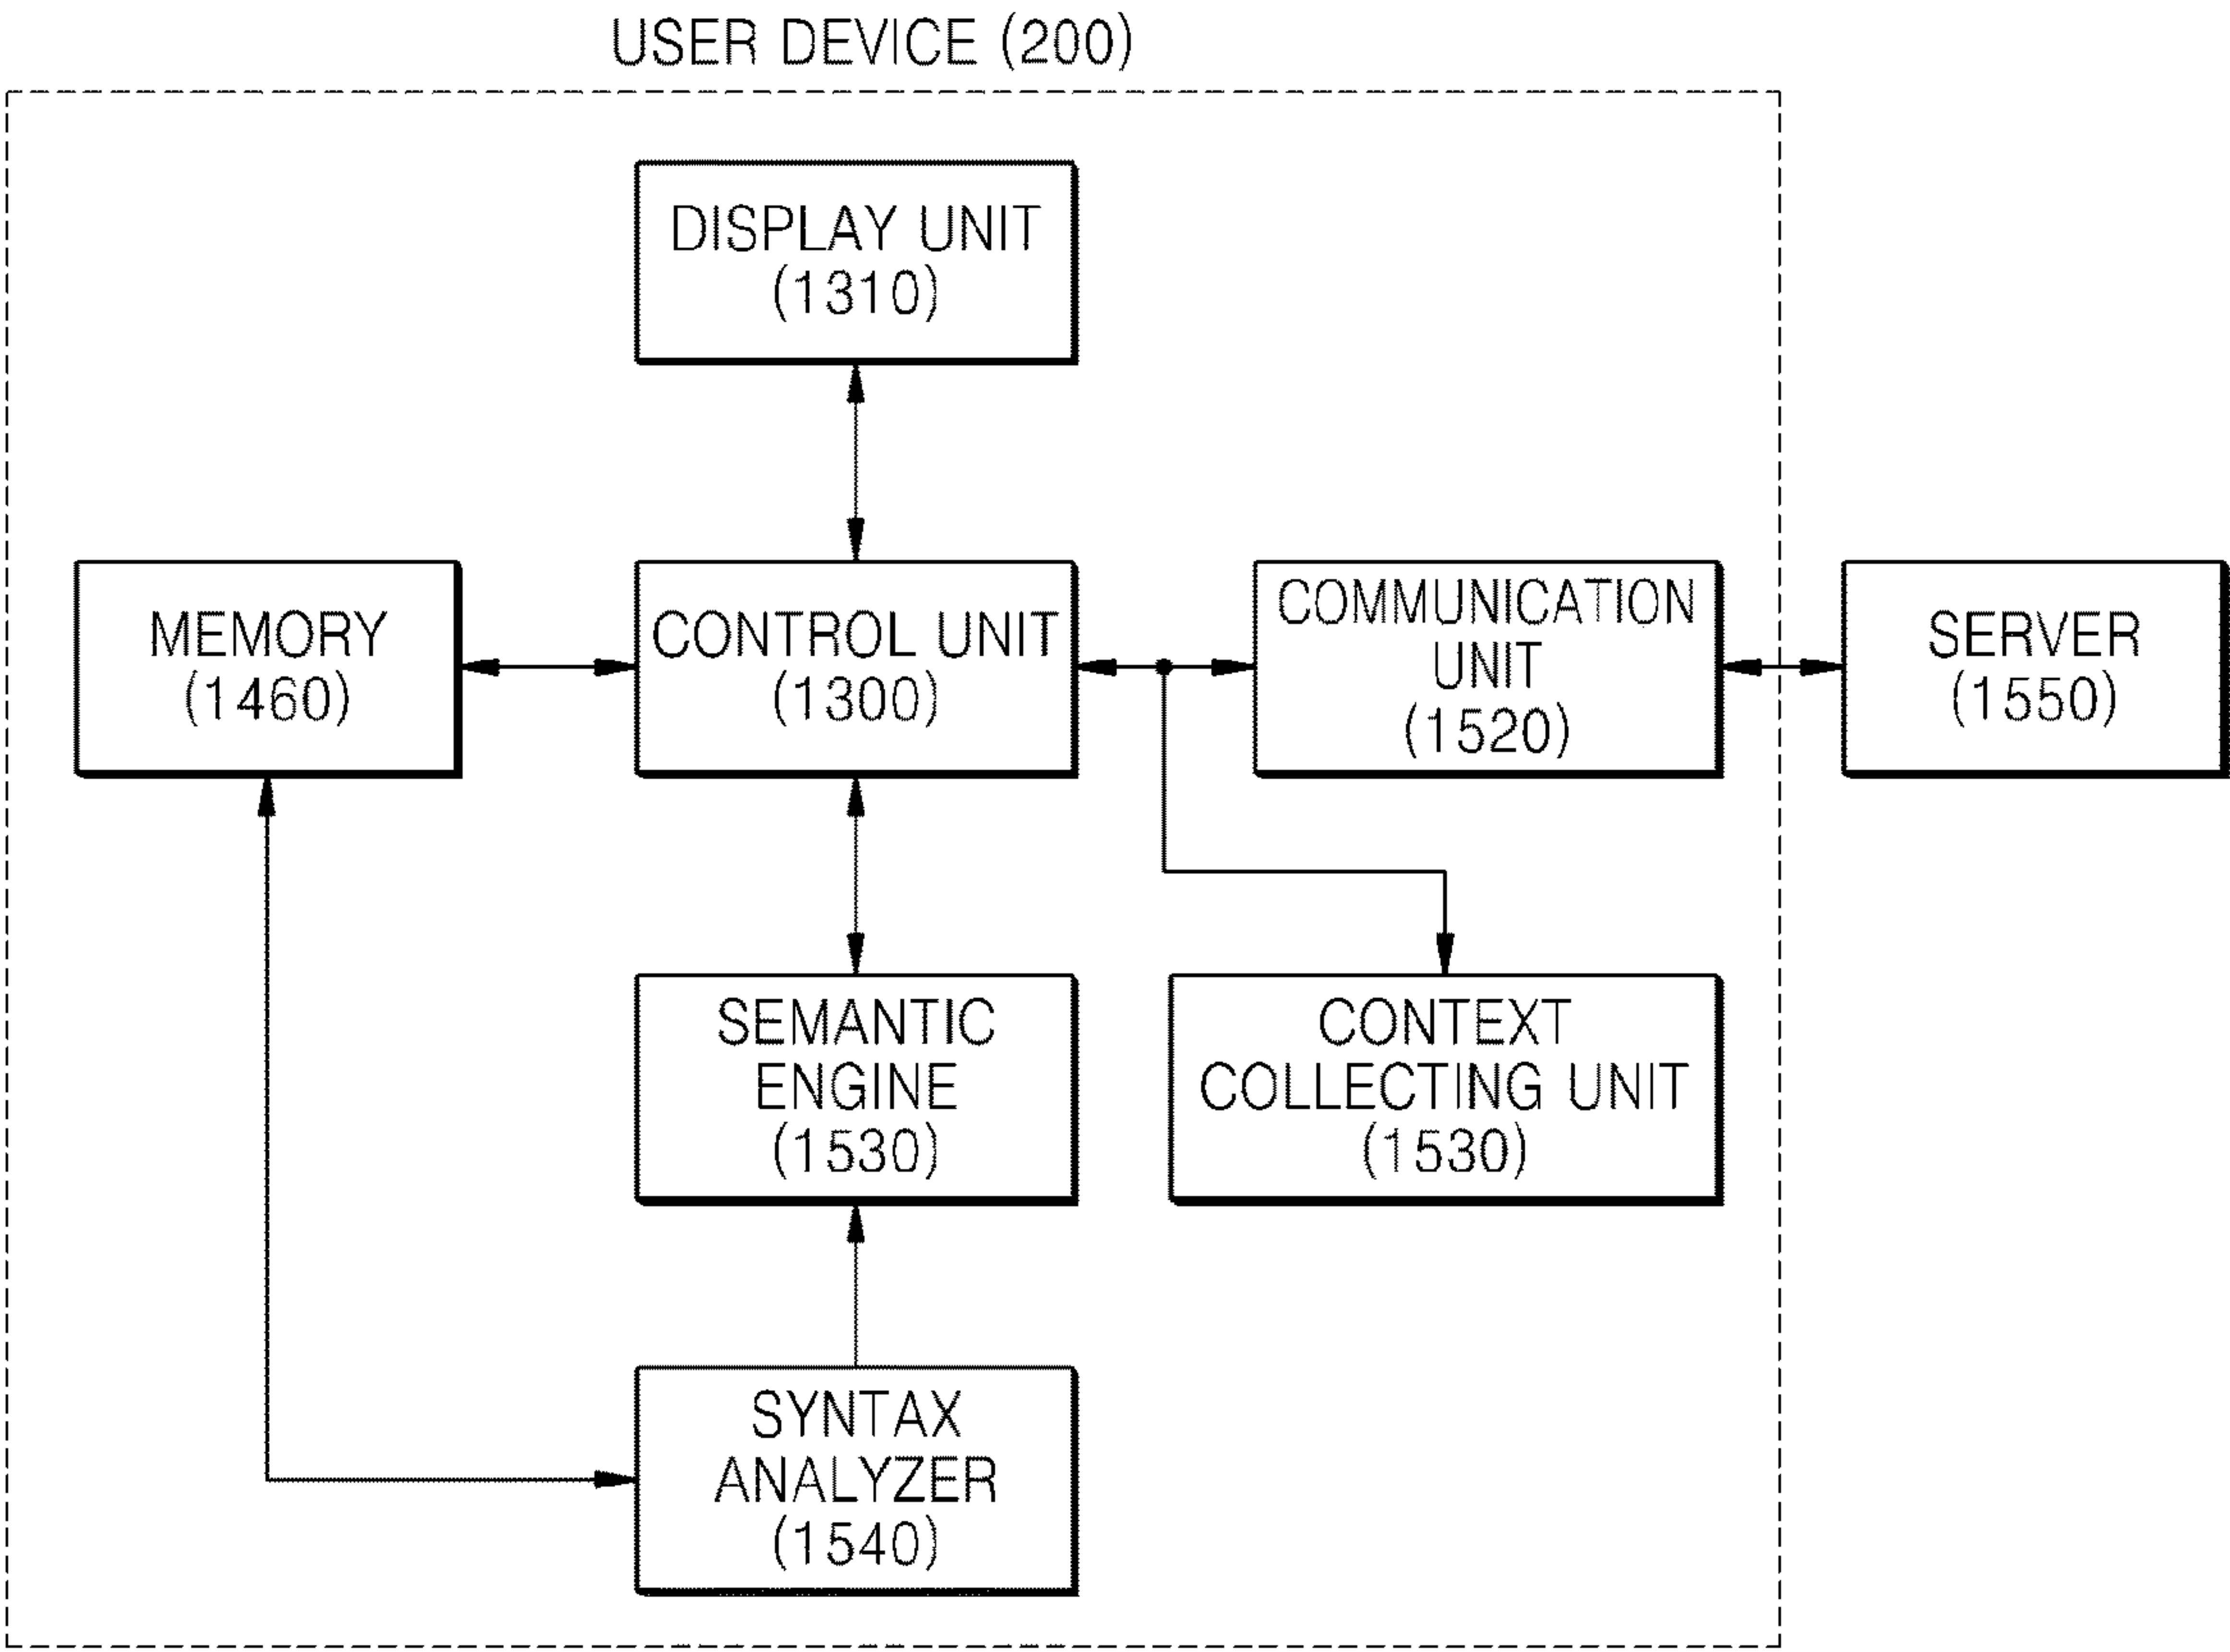 USER DEVICE (200)
DISPLAY UNIT
(1310)
MEMORY
(1460)
CONTROL UNIT
(1300)
COMMUNICATION
UNIT
(1520)
SERVER
(1550)
SEMANTIC
ENGINE
(1530)
CONTEXT
COLLECTING UNIT
(1530)
SYNTAX
ANALYZER
(1540)